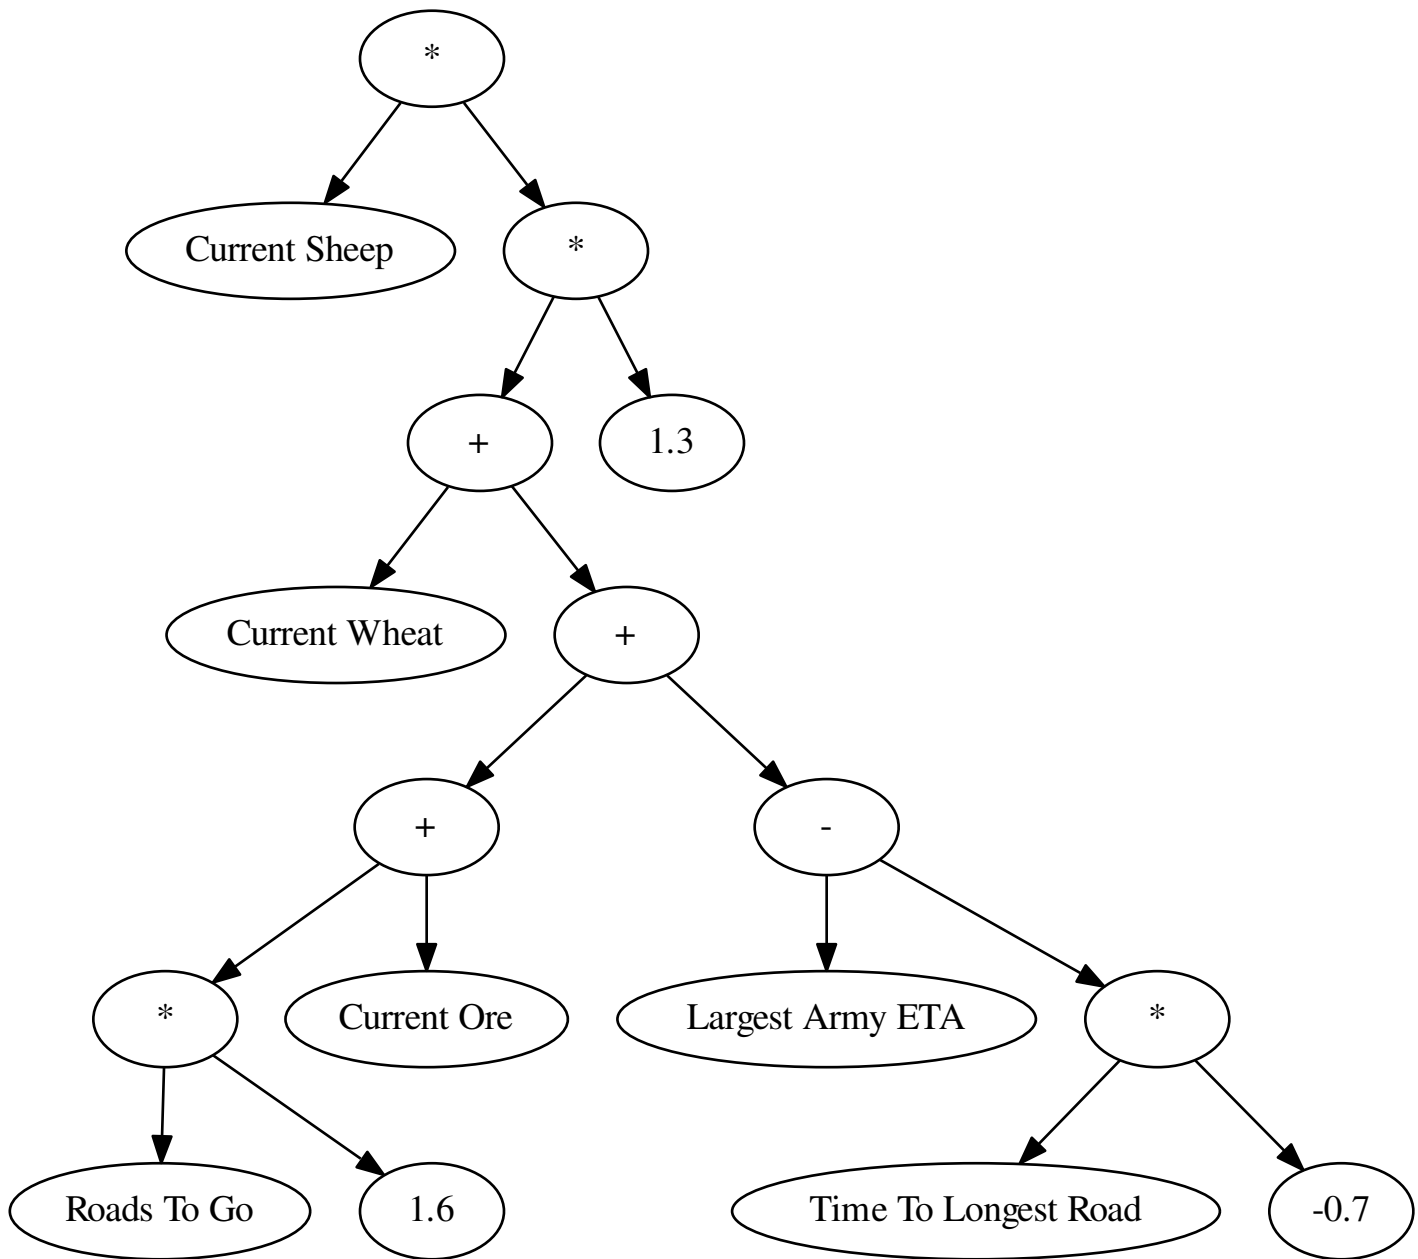 *
Current Sheep
*
+
1.3
Current Wheat
+
+
-
*
Current Ore
Largest Army ETA
*
Roads To Go
1.6
Time To Longest Road
-0.7